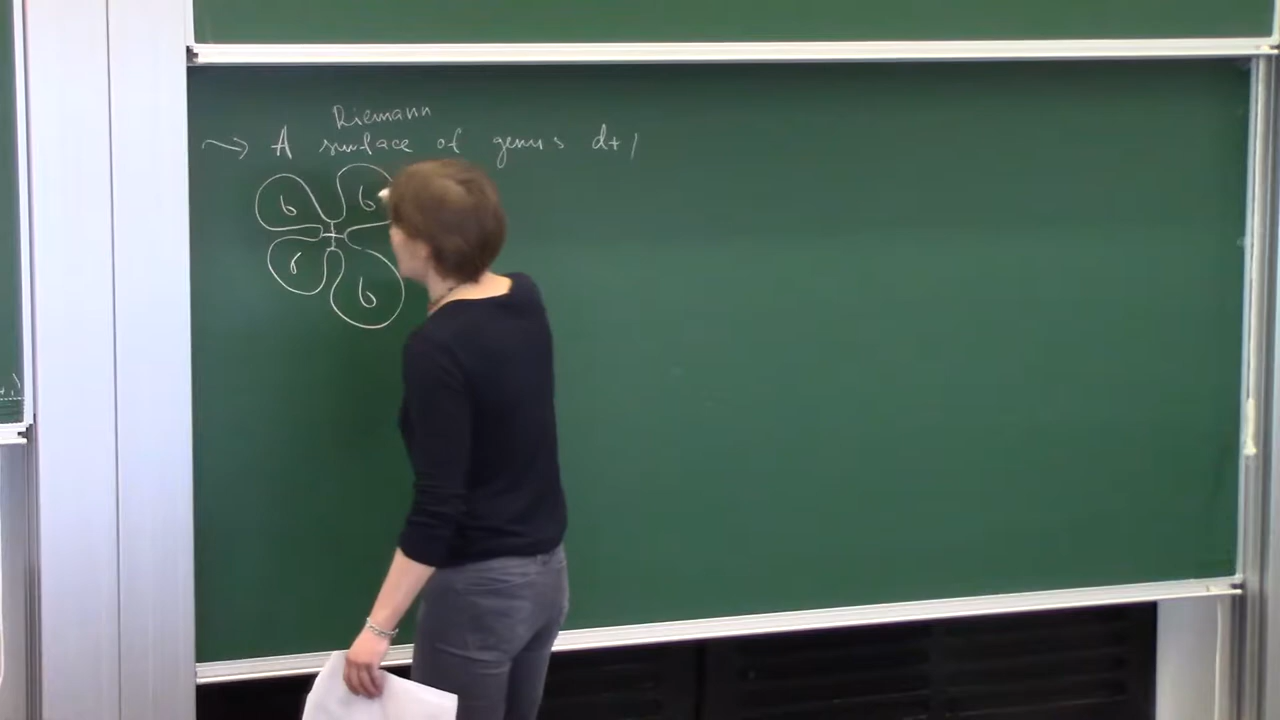 Riemann
⇝ A surface of genus d+1
b b
r b